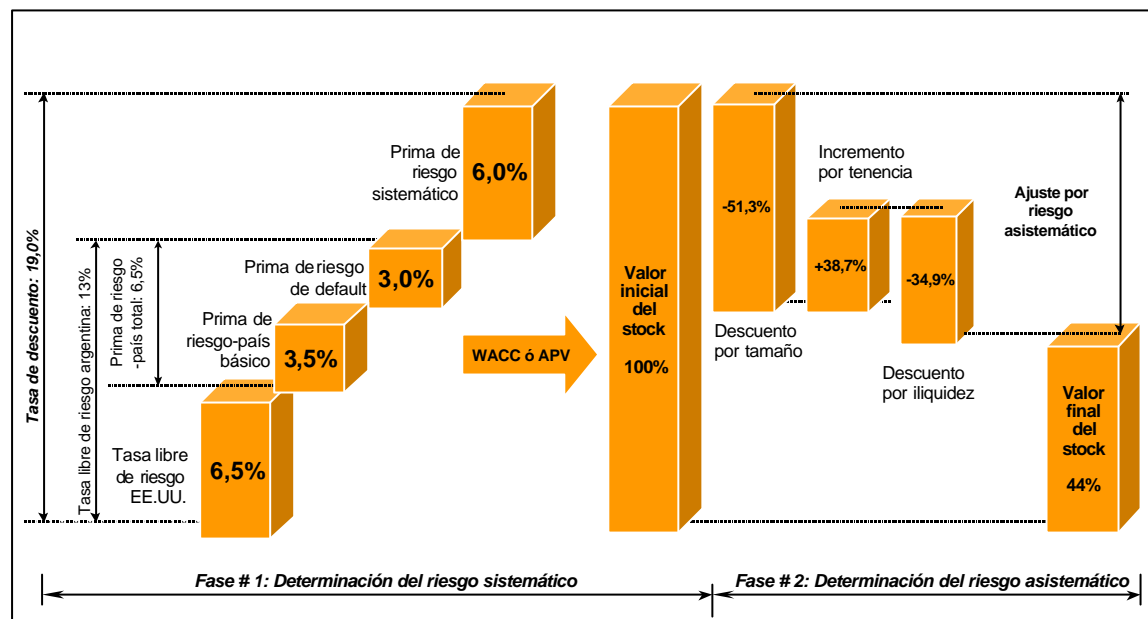 Tasa de descuento: 19,0%
Tasa libre de riesgo argentina: 13%
Prima de riesgo
-país total: 6,5%
Tasa libre
de riesgo
EE.UU.
6,5%
Prima de
riesgo-país
básico
3,5%
Prima de riesgo
de default
3,0%
Prima de
riesgo
sistemático
6,0%
WACC ó APV
Valor
inicial
del
stock
100%
-51,3%
Descuento
por tamaño
Incremento
por tenencia
+38,7%
-34,9%
Descuento
por iliquidez
Ajuste por
riesgo
asistemático
Valor
final
del
stock
44%
Fase # 1: Determinación del riesgo sistemático
Fase # 2: Determinación del riesgo asistemático